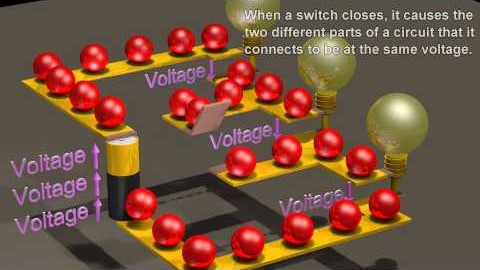 When a switch closes, it causes the
two different parts of a circuit that it
connects to be at the same voltage.
Voltage↓
Voltage↓
Voltage↑
Voltage↑
Voltage↓
Voltage↑